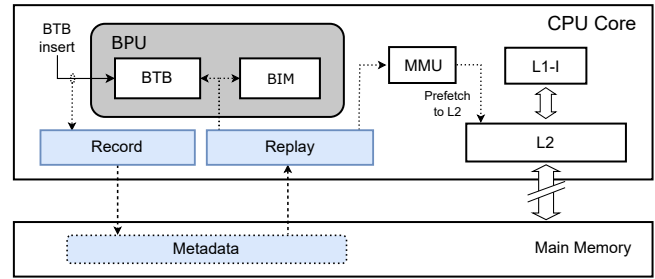 CPU Core
BTB
insert
BPU
BTB
BIM
MMU
L1-I
Prefetch
to L2
Record
Replay
L2
Metadata
Main Memory